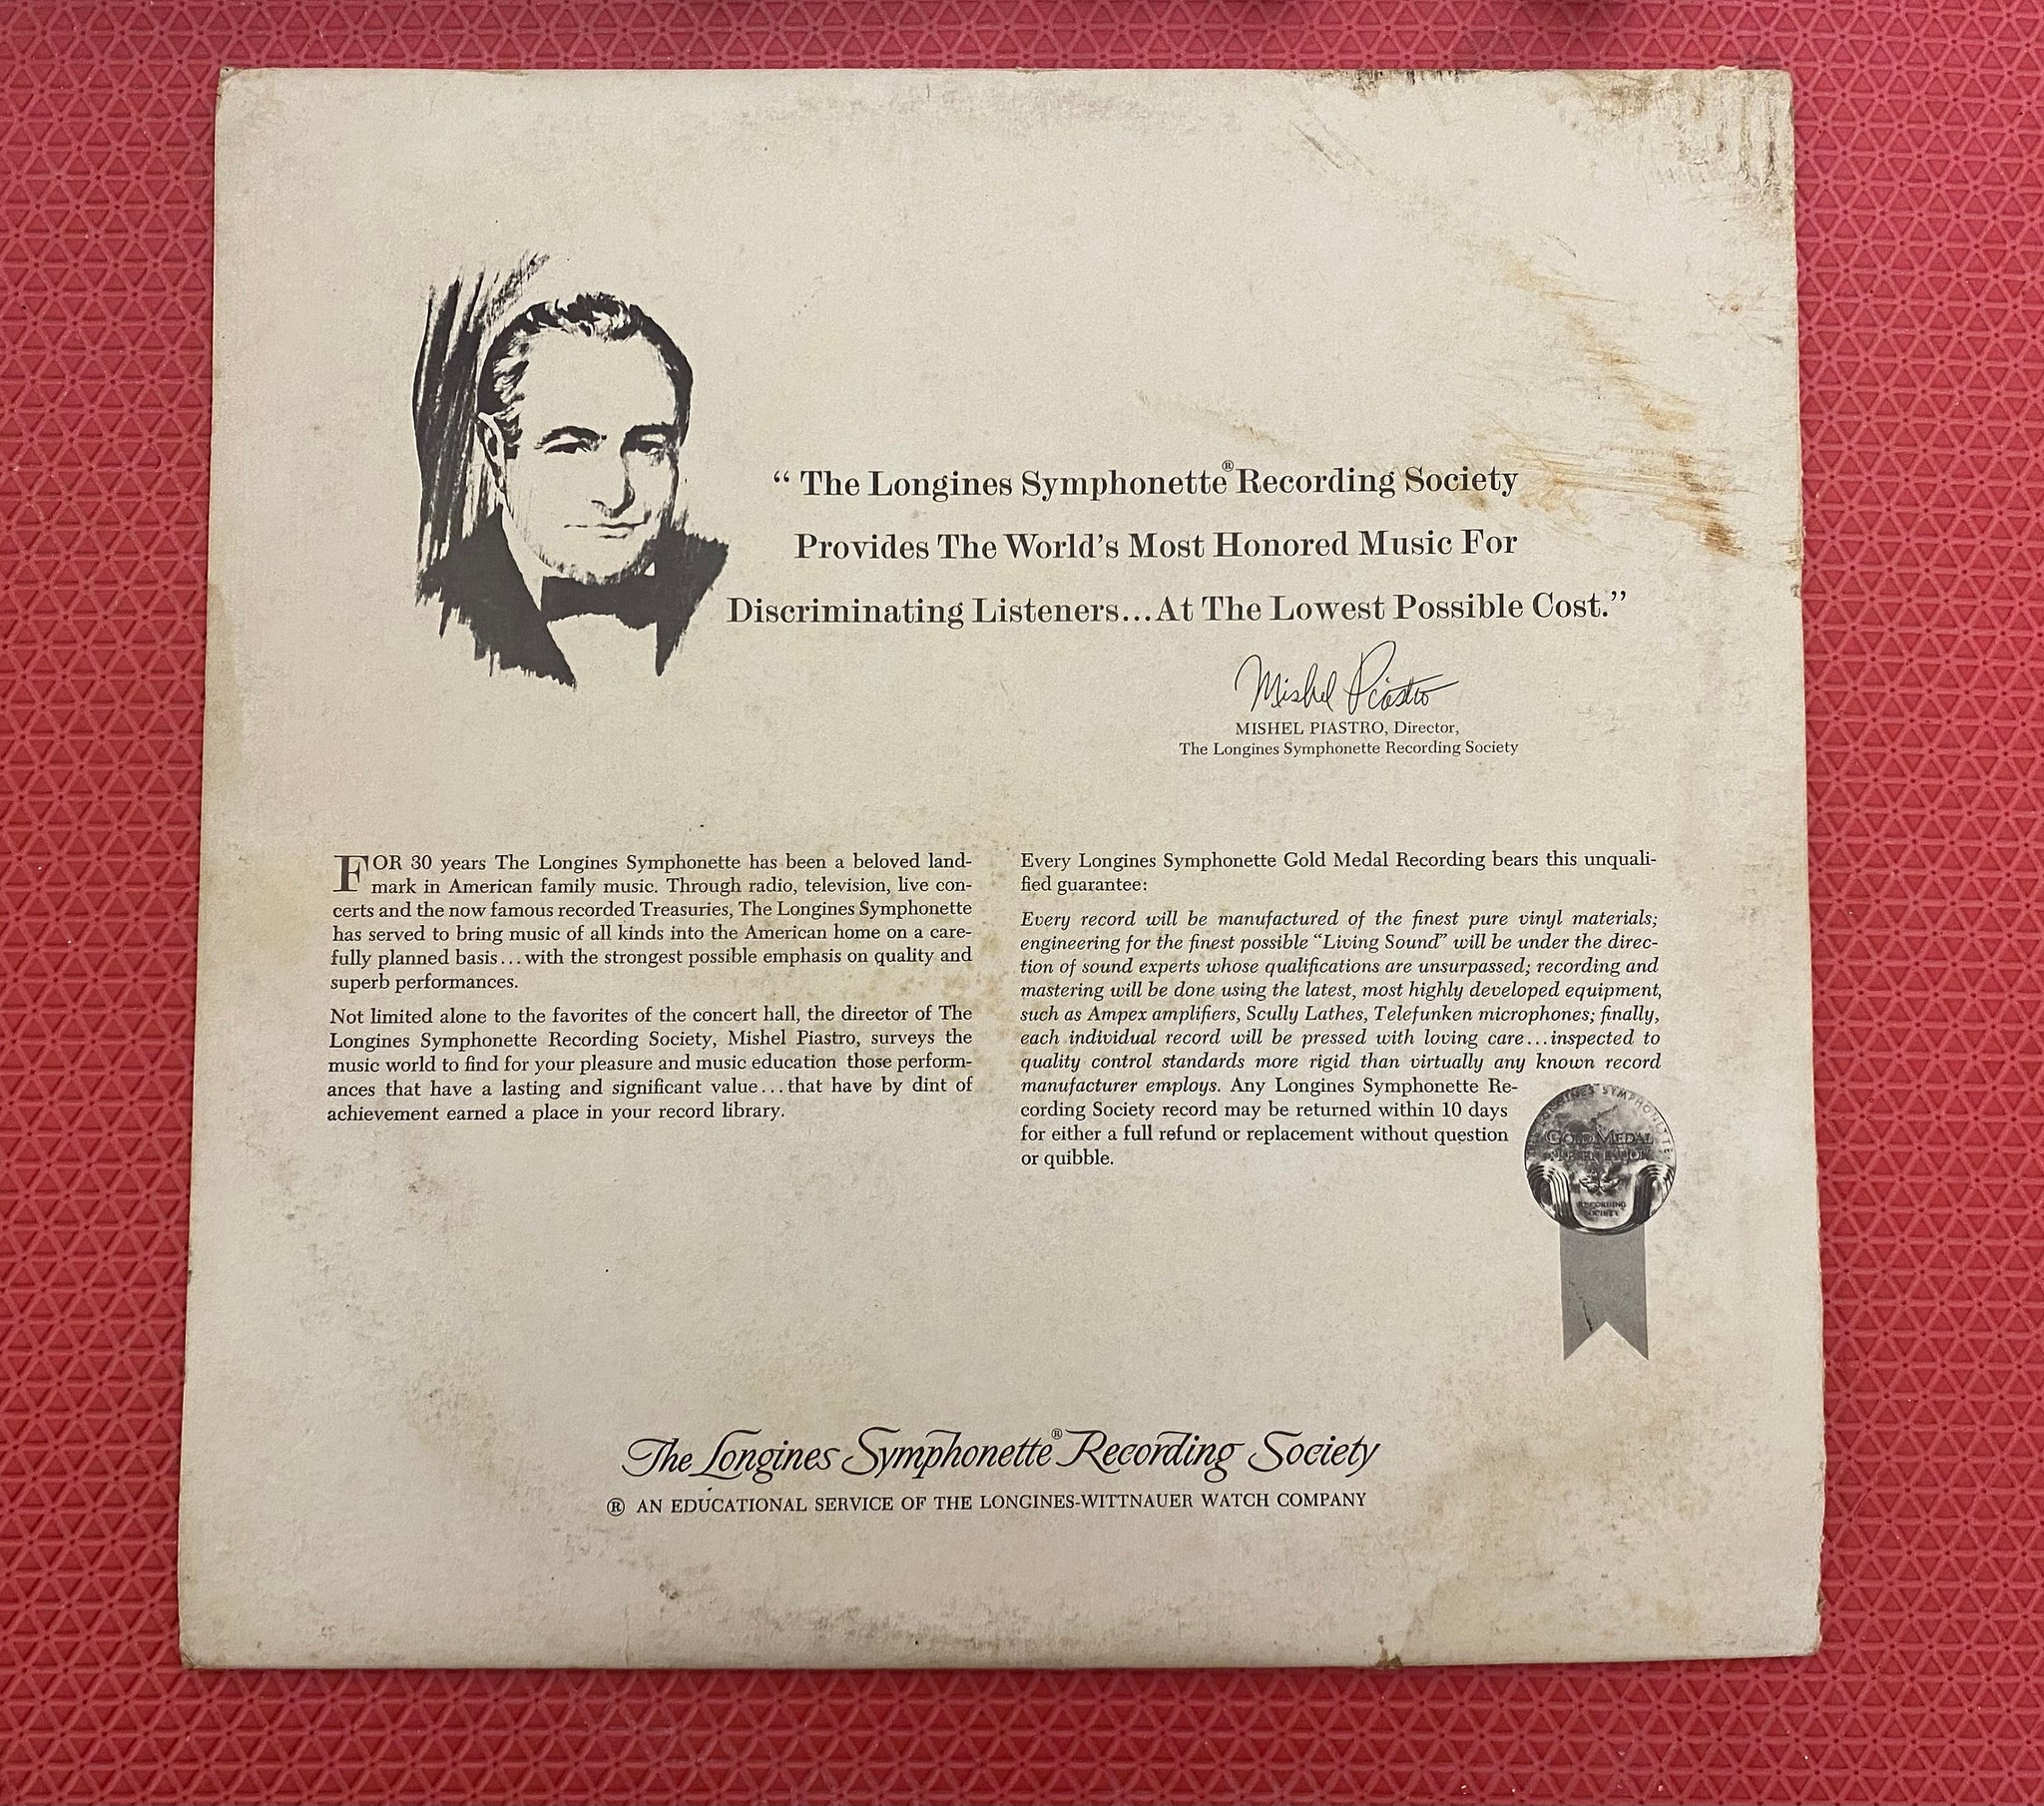 “ The Longines Symphonette® Recording Society
Provides The World’s Most Honored Music For
Discriminating Listeners...At The Lowest Possible Cost.”
Mishel Piastro
MISHEL PIASTRO, Director,
The Longines Symphonette Recording Society
FOR 30 years The Longines Symphonette has been a beloved land-
mark in American family music. Through radio, television, live con-
certs and the now famous recorded Treasuries, The Longines Symphonette
has served to bring music of all kinds into the American home on a care-
fully planned basis...with the strongest possible emphasis on quality and
superb performances.
Not limited alone to the favorites of the concert hall, the director of The
Longines Symphonette Recording Society, Mishel Piastro, surveys the
music world to find for your pleasure and music education those perform-
ances that have a lasting and significant value...that have by dint of
achievement earned a place in your record library.
Every Longines Symphonette Gold Medal Recording bears this unquali-
fied guarantee:
Every record will be manufactured of the finest pure vinyl materials;
engineering for the finest possible “Living Sound” will be under the direc-
tion of sound experts whose qualifications are unsurpassed; recording and
mastering will be done using the latest, most highly developed equipment,
such as Ampex amplifiers, Scully Lathes, Telefunken microphones; finally,
each individual record will be pressed with loving care...inspected to
quality control standards more rigid than virtually any known record
manufacturer employs. Any Longines Symphonette Re-
cording Society record may be returned within 10 days
for either a full refund or replacement without question
or quibble.
LONGINES SYMPHONETTE
GOLD MEDAL
RECORDING
SOCIETY
The Longines Symphonette® Recording Society
® AN EDUCATIONAL SERVICE OF THE LONGINES-WITTNAUER WATCH COMPANY